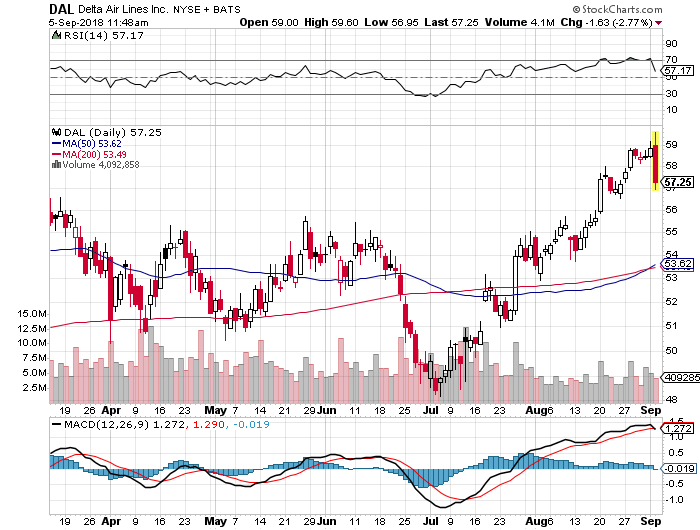 DAL Delta Air Lines Inc. NYSE + BATS
© StockCharts.com
5-Sep-2018 11:48am
Open 59.00 High 59.60 Low 56.95 Last 57.25 Volume 4.1M Chg -1.63 (-2.77%)
RSI(14) 57.17
90
70
57.17
50
30
10
DAL (Daily) 57.25
MA(50) 53.62
MA(200) 53.49
Volume 4,092,858
59
58
57.25
56
55
54
53.62
53
52
51
50
48
15.0M
12.5M
10.0M
7.5M
5.0M
2.5M
409285
19 26 Apr 9 16 23 May 7 14 21 Jun 11 18 25 Jul 9 16 23 Aug 6 13 20 27 Sep
MACD(12,26,9) 1.272, 1.290, -0.019
1.5
1.272
0.5
-0.019
-0.5
-1.0
19 26 Apr 9 16 23 May 7 14 21 Jun 11 18 25 Jul 9 16 23 Aug 6 13 20 27 Sep